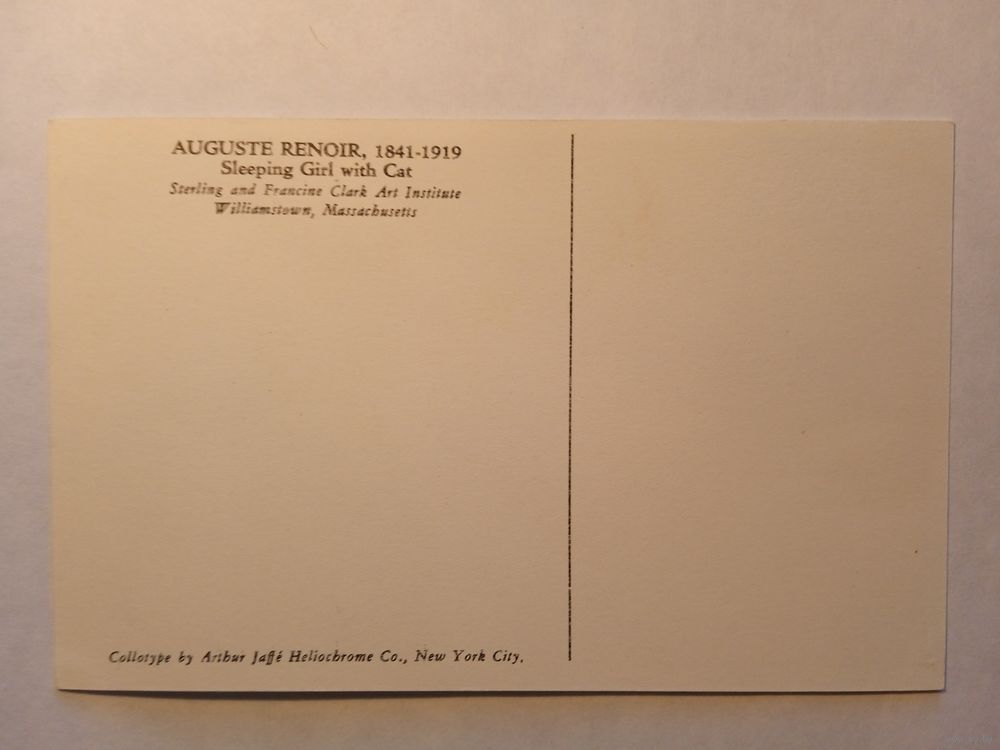 AUGUSTE RENOIR, 1841-1919
Sleeping Girl with Cat
Sterling and Francine Clark Art Institute
Williamstown, Massachusetts
Collotype by Arthur Jaffé Heliochrome Co., New York City.